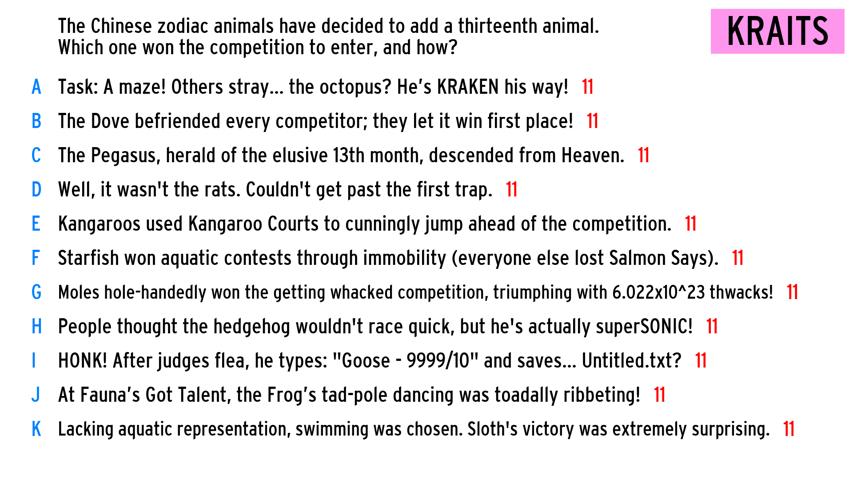 The Chinese zodiac animals have decided to add a thirteenth animal.
Which one won the competition to enter, and how?
KRAITS
A Task: A maze! Others stray... the octopus? He's KRAKEN his way! 11
B The Dove befriended every competitor; they let it win first place! 11
C The Pegasus, herald of the elusive 13th month, descended from Heaven. 11
D Well, it wasn't the rats. Couldn't get past the first trap. 11
E Kangaroos used Kangaroo Courts to cunningly jump ahead of the competition. 11
F Starfish won aquatic contests through immobility (everyone else lost Salmon Says). 11
G Moles hole-handedly won the getting whacked competition, triumphing with 6.022x10^23 thwacks! 11
H People thought the hedgehog wouldn't race quick, but he's actually superSONIC! 11
I HONK! After judges flea, he types: "Goose - 9999/10" and saves... Untitled.txt? 11
J At Fauna's Got Talent, the Frog's tad-pole dancing was toadally ribbeting! 11
K Lacking aquatic representation, swimming was chosen. Sloth's victory was extremely surprising. 11